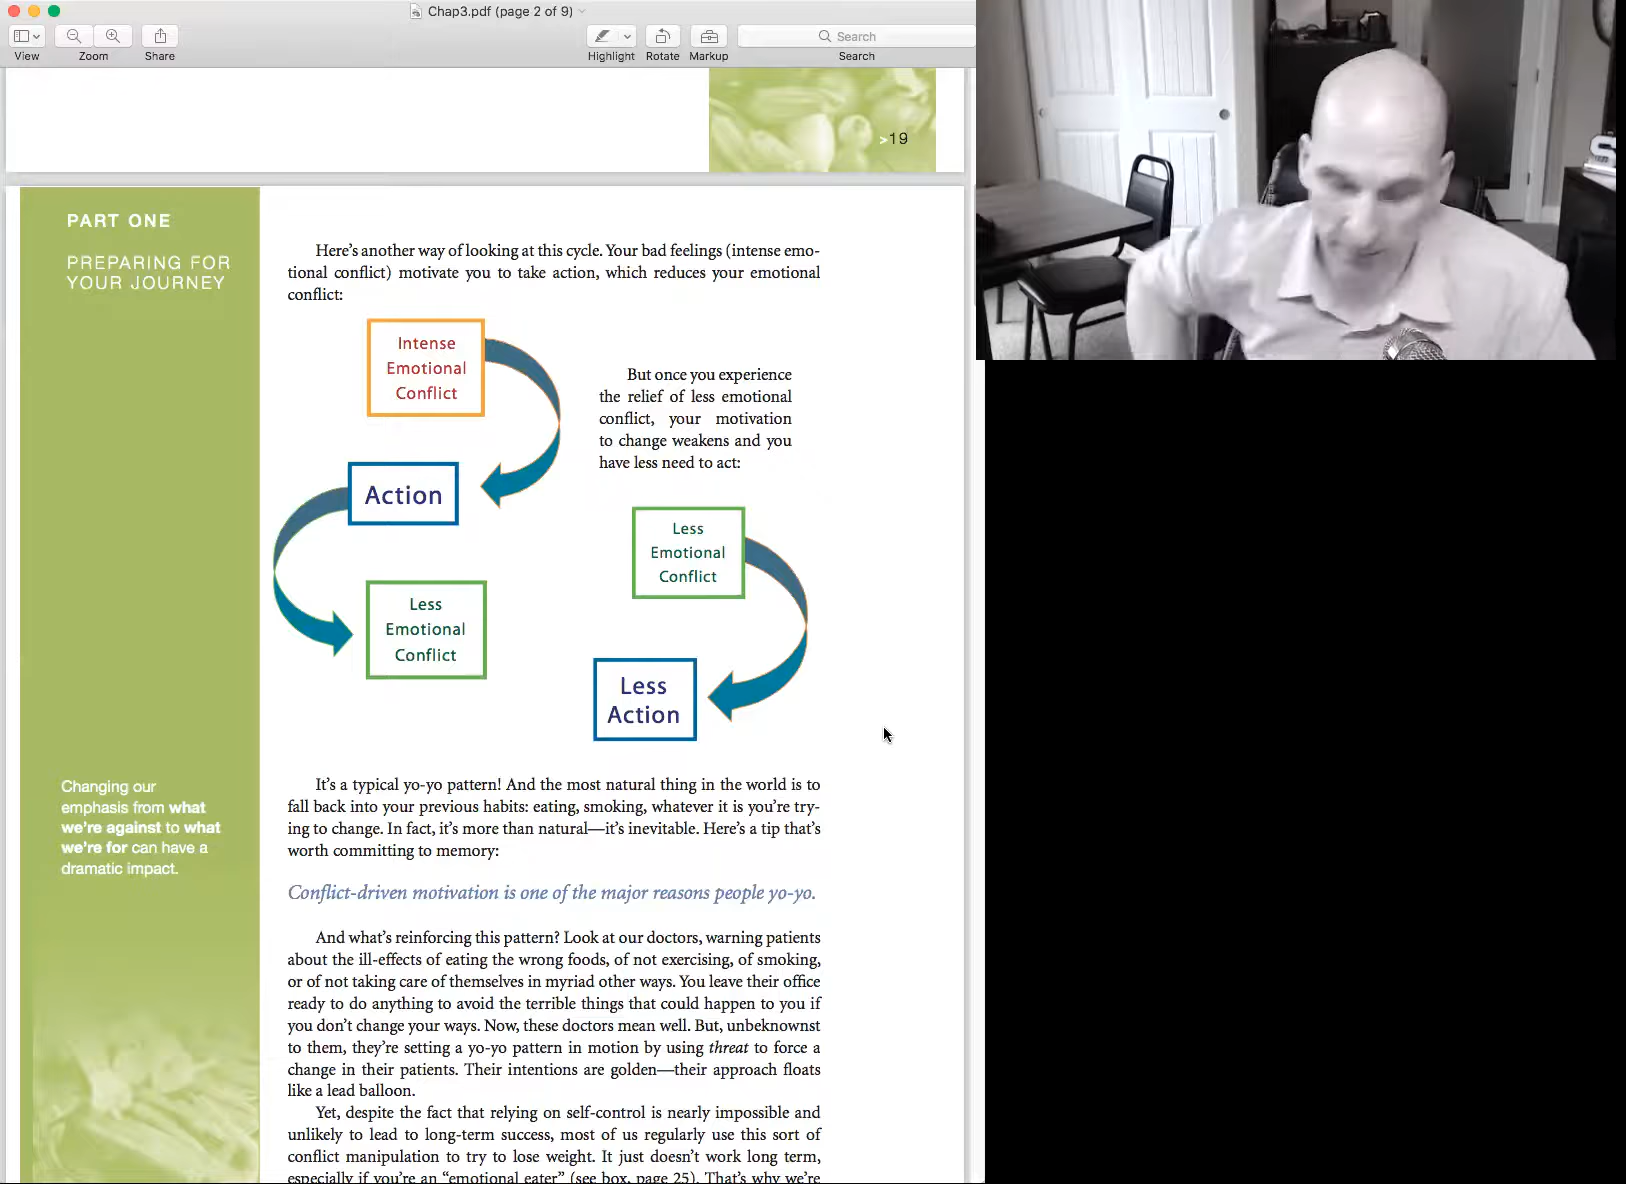 Chap3.pdf (page 2 of 9)
View
Zoom
Share
Highlight
Rotate
Markup
Search
Search
>19
PART ONE
PREPARING FOR
YOUR JOURNEY
Here’s another way of looking at this cycle. Your bad feelings (intense emo-
tional conflict) motivate you to take action, which reduces your emotional
conflict:
Intense
Emotional
Conflict
Action
Less
Emotional
Conflict
But once you experience
the relief of less emotional
conflict, your motivation
to change weakens and you
have less need to act:
Less
Emotional
Conflict
Less
Action
Changing our
emphasis from what
we’re against to what
we’re for can have a
dramatic impact.
It’s a typical yo-yo pattern! And the most natural thing in the world is to
fall back into your previous habits: eating, smoking, whatever it is you’re try-
ing to change. In fact, it’s more than natural—it’s inevitable. Here’s a tip that’s
worth committing to memory:
Conflict-driven motivation is one of the major reasons people yo-yo.
And what’s reinforcing this pattern? Look at our doctors, warning patients
about the ill-effects of eating the wrong foods, of not exercising, of smoking,
or of not taking care of themselves in myriad other ways. You leave their office
ready to do anything to avoid the terrible things that could happen to you if
you don’t change your ways. Now, these doctors mean well. But, unbeknownst
to them, they’re setting a yo-yo pattern in motion by using threat to force a
change in their patients. Their intentions are golden—their approach floats
like a lead balloon.
Yet, despite the fact that relying on self-control is nearly impossible and
unlikely to lead to long-term success, most of us regularly use this sort of
conflict manipulation to try to lose weight. It just doesn’t work long term,
especially if you’re an “emotional eater” (see box, page 25). That’s why we’re
S